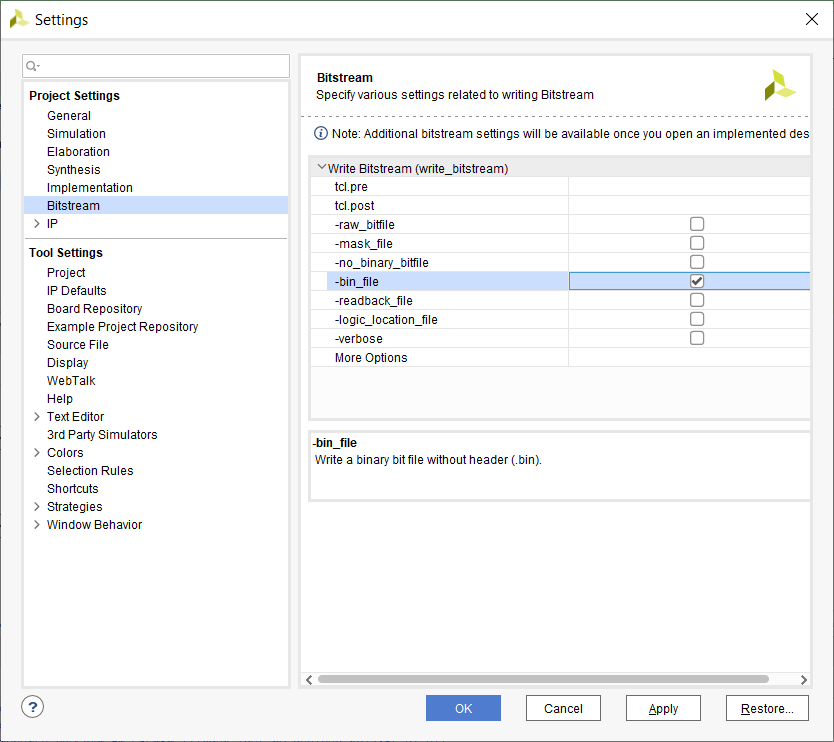 Settings
Project Settings
General
Simulation
Elaboration
Synthesis
Implementation
Bitstream
IP
Tool Settings
Project
IP Defaults
Board Repository
Example Project Repository
Source File
Display
WebTalk
Help
Text Editor
3rd Party Simulators
Colors
Selection Rules
Shortcuts
Strategies
Window Behavior
Bitstream
Specify various settings related to writing Bitstream
Note: Additional bitstream settings will be available once you open an implemented des
Write Bitstream (write_bitstream)
tcl.pre
tcl.post
-raw_bitfile
-mask_file
-no_binary_bitfile
-bin_file
-readback_file
-logic_location_file
-verbose
More Options
-bin_file
Write a binary bit file without header (.bin).
?
OK
Cancel
Apply
Restore...